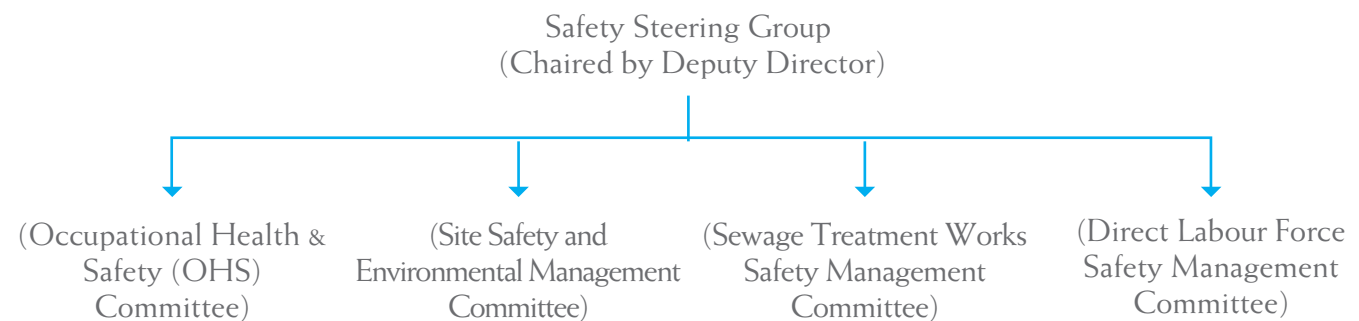 Safety Steering Group
(Chaired by Deputy Director)
(Occupational Health &
Safety (OHS)
Committee)
(Site Safety and
Environmental Management
Committee)
(Sewage Treatment Works
Safety Management
Committee)
(Direct Labour Force
Safety Management
Committee)